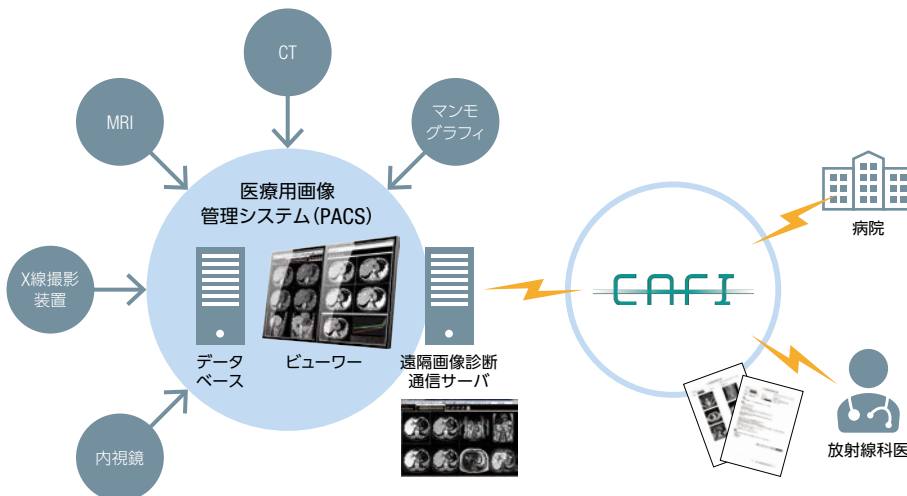 CT
MRI
マンモ
グラフィ
医療用画像
管理システム(PACS)
X線撮影
装置
データ
ベース
ビューワー
遠隔画像診断
通信サーバ
内視鏡
CAFI
病院
放射線科医